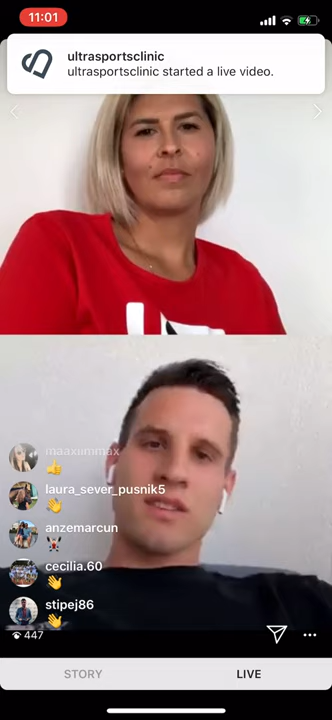 11:01
ultrasportsclinic
ultrasportsclinic started a live video.
maaxiimmax
laura_sever_pusnik5
anzemarcun
cecilia.60
stipej86
447
STORY
LIVE